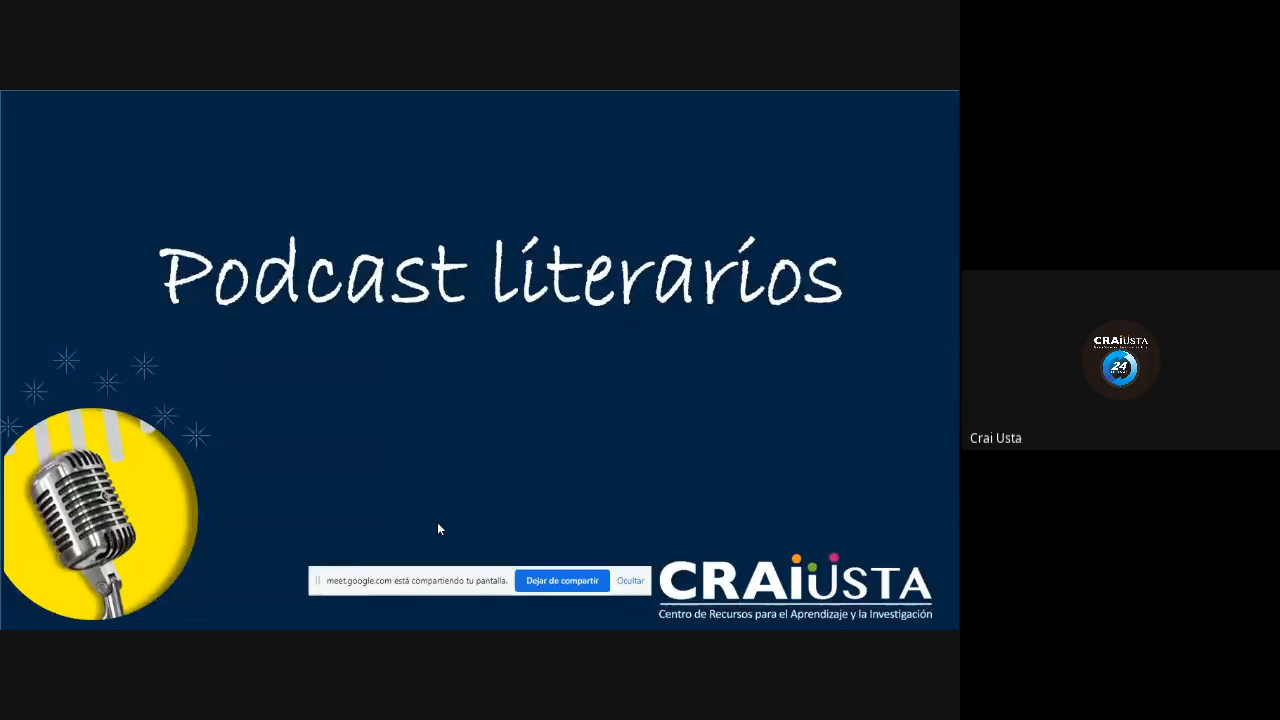 Podcast literarios
meet.google.com está compartiendo tu pantalla.
Dejar de compartir
Ocultar
CRAIUSTA
Centro de Recursos para el Aprendizaje y la Investigación
CRAIUSTA
24
Crai Usta